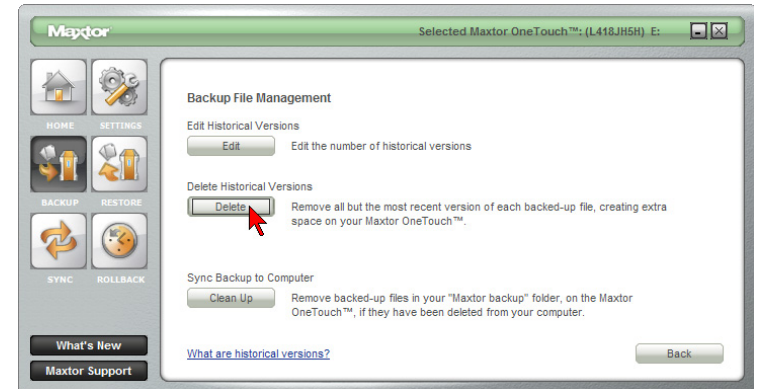 Maxtor
Selected Maxtor OneTouch™: (L418JH5H) E:
HOME SETTINGS
BACKUP RESTORE
SYNC ROLLBACK
What's New
Maxtor Support
Backup File Management
Edit Historical Versions
Edit Edit the number of historical versions
Delete Historical Versions
Delete Remove all but the most recent version of each backed-up file, creating extra
space on your Maxtor OneTouch™.
Sync Backup to Computer
Clean Up Remove backed-up files in your "Maxtor backup" folder, on the Maxtor
OneTouch™, if they have been deleted from your computer.
What are historical versions?
Back